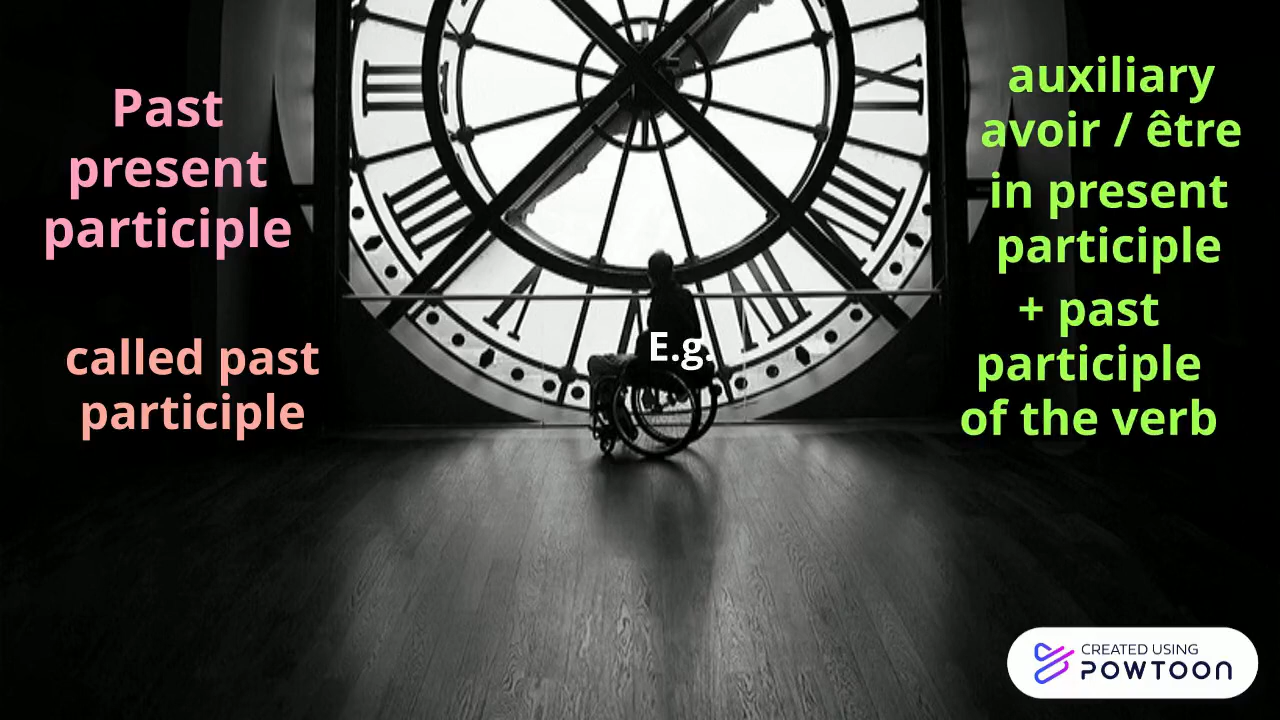 Past
present
participle
called past
participle
E.g.
auxiliary
avoir / être
in present
participle
+ past
participle
of the verb
CREATED USING
POWTOON